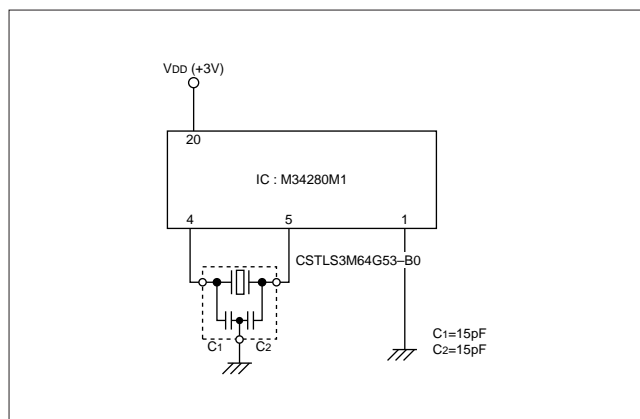 VDD (+3V)
20
IC : M34280M1
4 5 1
CSTLS3M64G53–B0
C1 C2
C1=15pF
C2=15pF